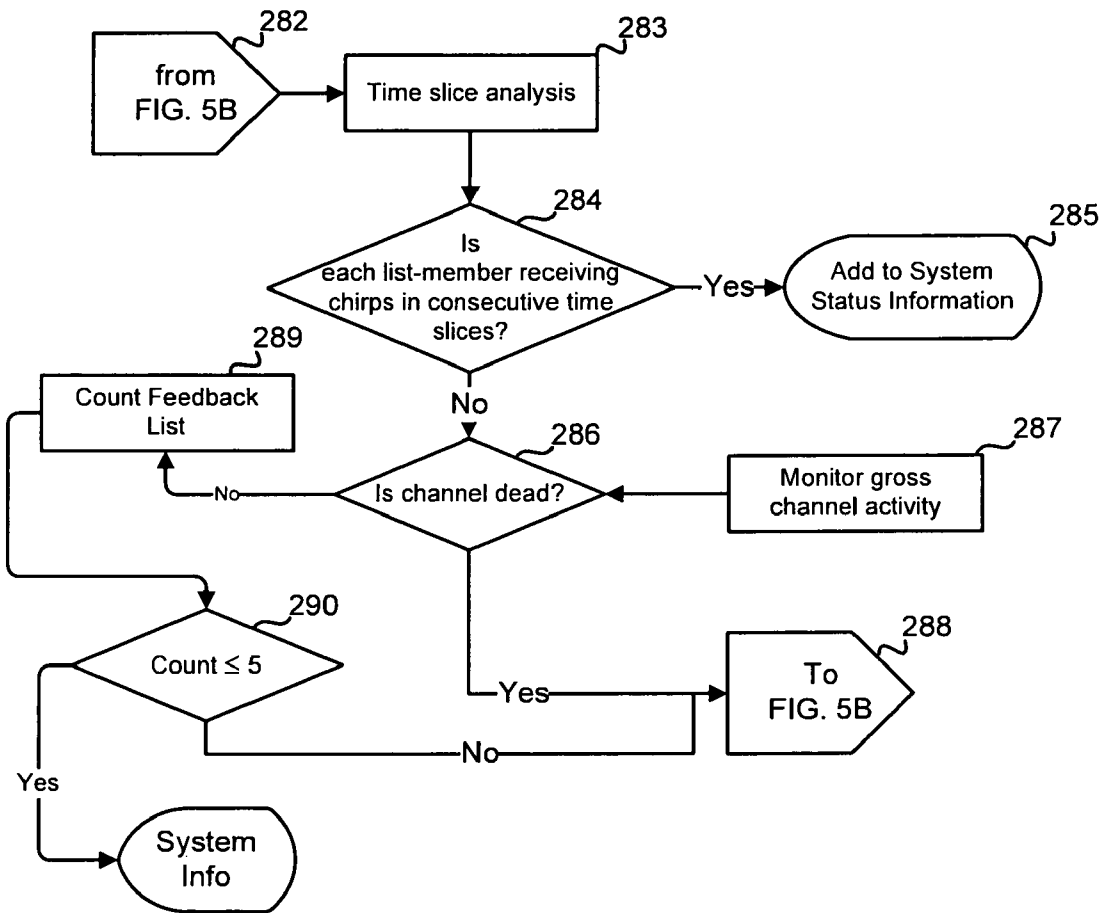 282
from
FIG. 5B
283
Time slice analysis
284
Is
each list-member receiving
chirps in consecutive time
slices?
Yes
285
Add to System
Status Information
No
289
Count Feedback
List
286
Is channel dead?
No
287
Monitor gross
channel activity
290
Count ≤ 5
Yes
288
To
FIG. 5B
No
Yes
System
Info